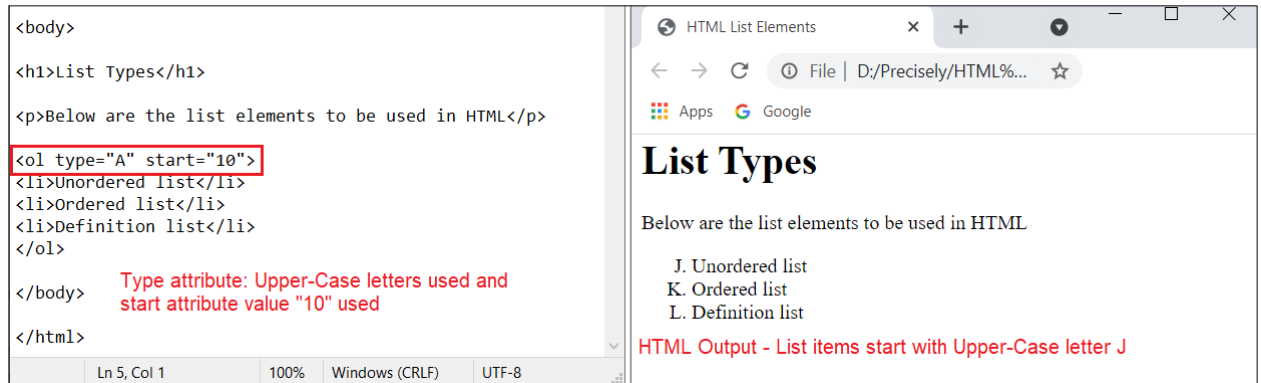 <body>
<h1>List Types</h1>
<p>Below are the list elements to be used in HTML</p>
<ol type="A" start="10">
<li>Unordered list</li>
<li>Ordered list</li>
<li>Definition list</li>
</ol>
Type attribute: Upper-Case letters used and
start attribute value "10" used
</body>
</html>
Ln 5, Col 1 100% Windows (CRLF) UTF-8
HTML List Elements
File | D:/Precisely/HTML%...
Apps G Google
List Types
Below are the list elements to be used in HTML
J. Unordered list
K. Ordered list
L. Definition list
HTML Output - List items start with Upper-Case letter J